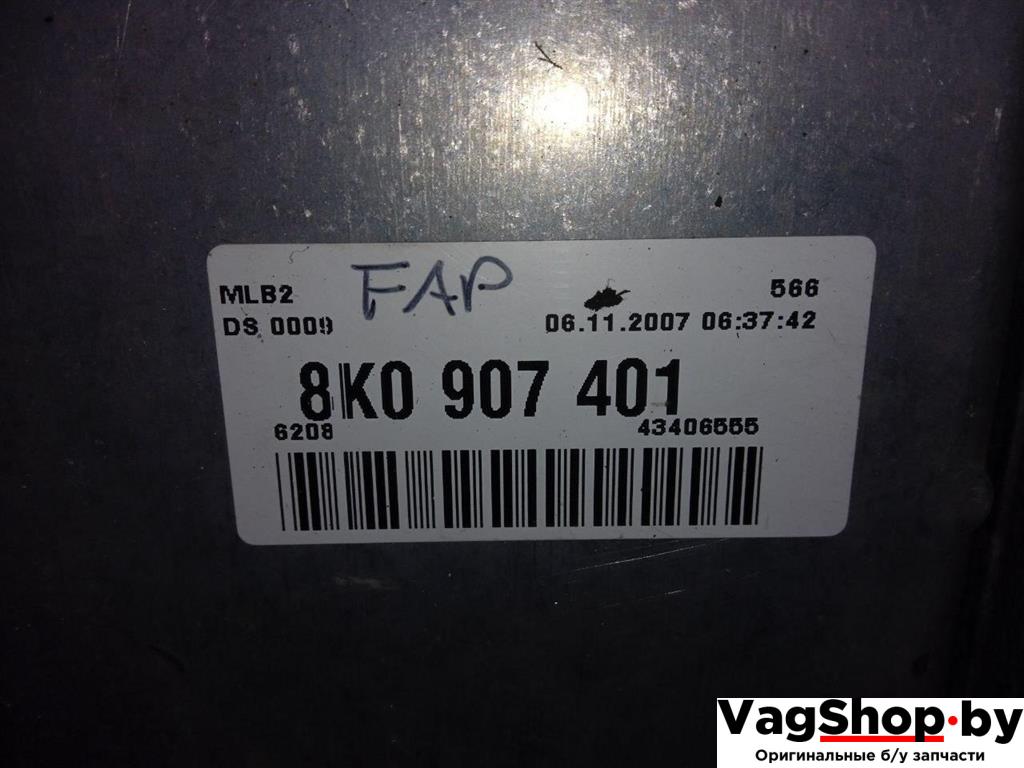 MLB2
FAP
566
DS 0009
06.11.2007 06:37:42
8K0 907 401
6208
43406555
VagShop.by
Оригинальные б/у запчасти